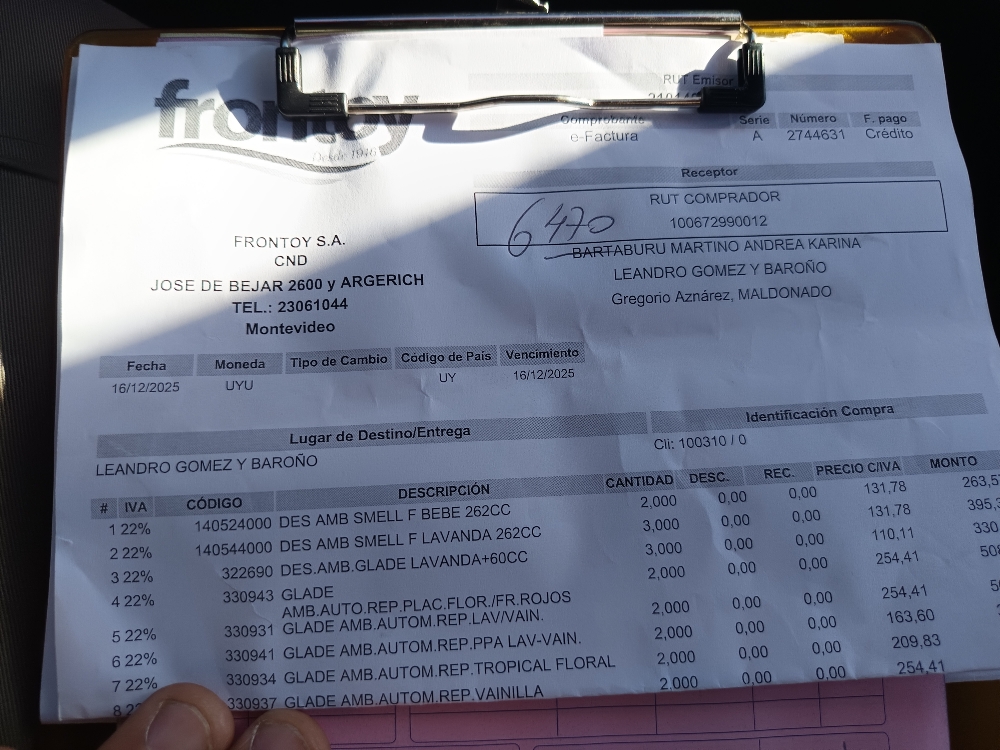 frontoy
Desde 1946
RUT Emisor
Comprobante Serie Número F. pago
e-Factura A 2744631 Crédito
Receptor
RUT COMPRADOR
100672990012
6470
BARTABURU MARTINO ANDREA KARINA
LEANDRO GOMEZ Y BAROÑO
Gregorio Aznárez, MALDONADO
FRONTOY S.A.
CND
JOSE DE BEJAR 2600 y ARGERICH
TEL.: 23061044
Montevideo
Fecha Moneda Tipo de Cambio Código de País Vencimiento
16/12/2025 UYU UY 16/12/2025
Lugar de Destino/Entrega Identificación Compra
LEANDRO GOMEZ Y BAROÑO Cli: 100310 / 0
# IVA CÓDIGO DESCRIPCIÓN CANTIDAD DESC. REC. PRECIO C/IVA MONTO
1 22% 140524000 DES AMB SMELL F BEBE 262CC 2,000 0,00 0,00 131,78 263,5
2 22% 140544000 DES AMB SMELL F LAVANDA 262CC 3,000 0,00 0,00 131,78 395,3
3 22% 322690 DES.AMB.GLADE LAVANDA+60CC 3,000 0,00 0,00 110,11 330
4 22% 330943 GLADE 2,000 0,00 0,00 254,41 508
AMB.AUTO.REP.PLAC.FLOR./FR.ROJOS
5 22% 330931 GLADE AMB.AUTOM.REP.LAV/VAIN. 2,000 0,00 0,00 254,41
6 22% 330941 GLADE AMB.AUTOM.REP.PPA LAV-VAIN. 2,000 0,00 0,00 163,60
7 22% 330934 GLADE AMB.AUTOM.REP.TROPICAL FLORAL 2,000 0,00 0,00 209,83
8 330937 GLADE AMB.AUTOM.REP.VAINILLA 2,000 0,00 0,00 254,41